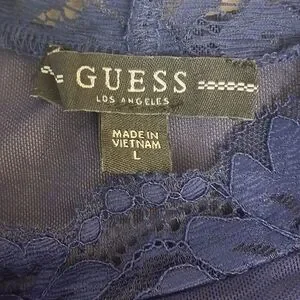 GUESS
LOS ANGELES
MADE IN
VIETNAM
L